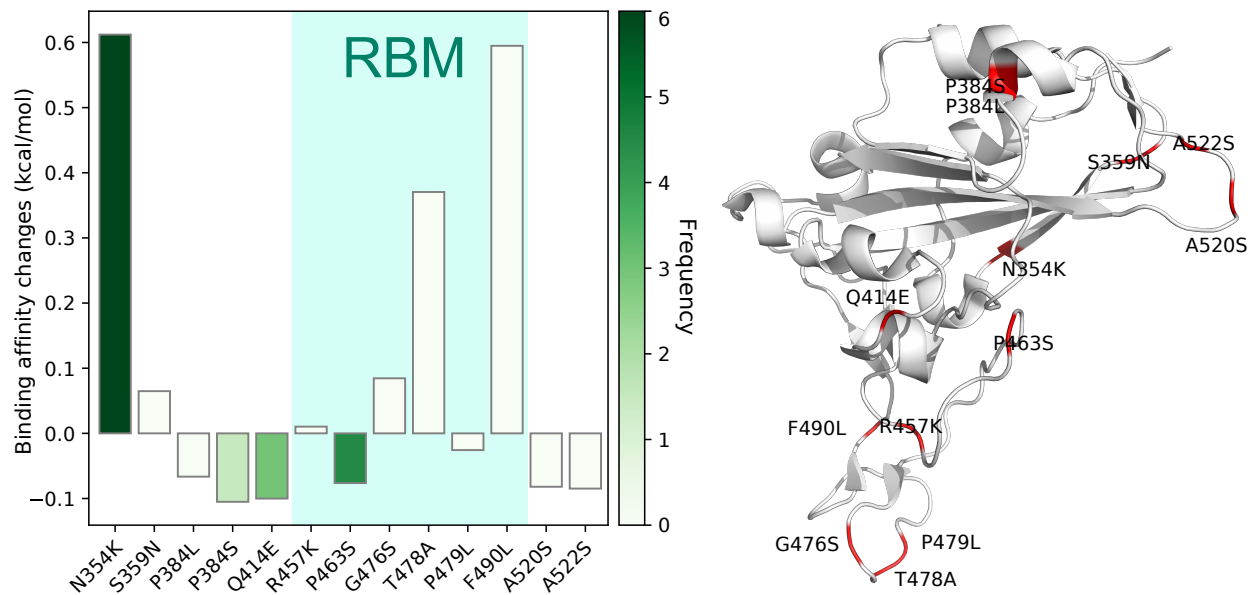 RBM
Binding affinity changes (kcal/mol)
0.6
0.5
0.4
0.3
0.2
0.1
0.0
−0.1
N354K
S359N
P384L
P384S
Q414E
R457K
P463S
G476S
T478A
P479L
F490L
A520S
A522S
6
5
4
3
2
1
0
Frequency
P384S
P384L
A522S
S359N
A520S
N354K
Q414E
P463S
F490L
R457K
G476S
P479L
T478A